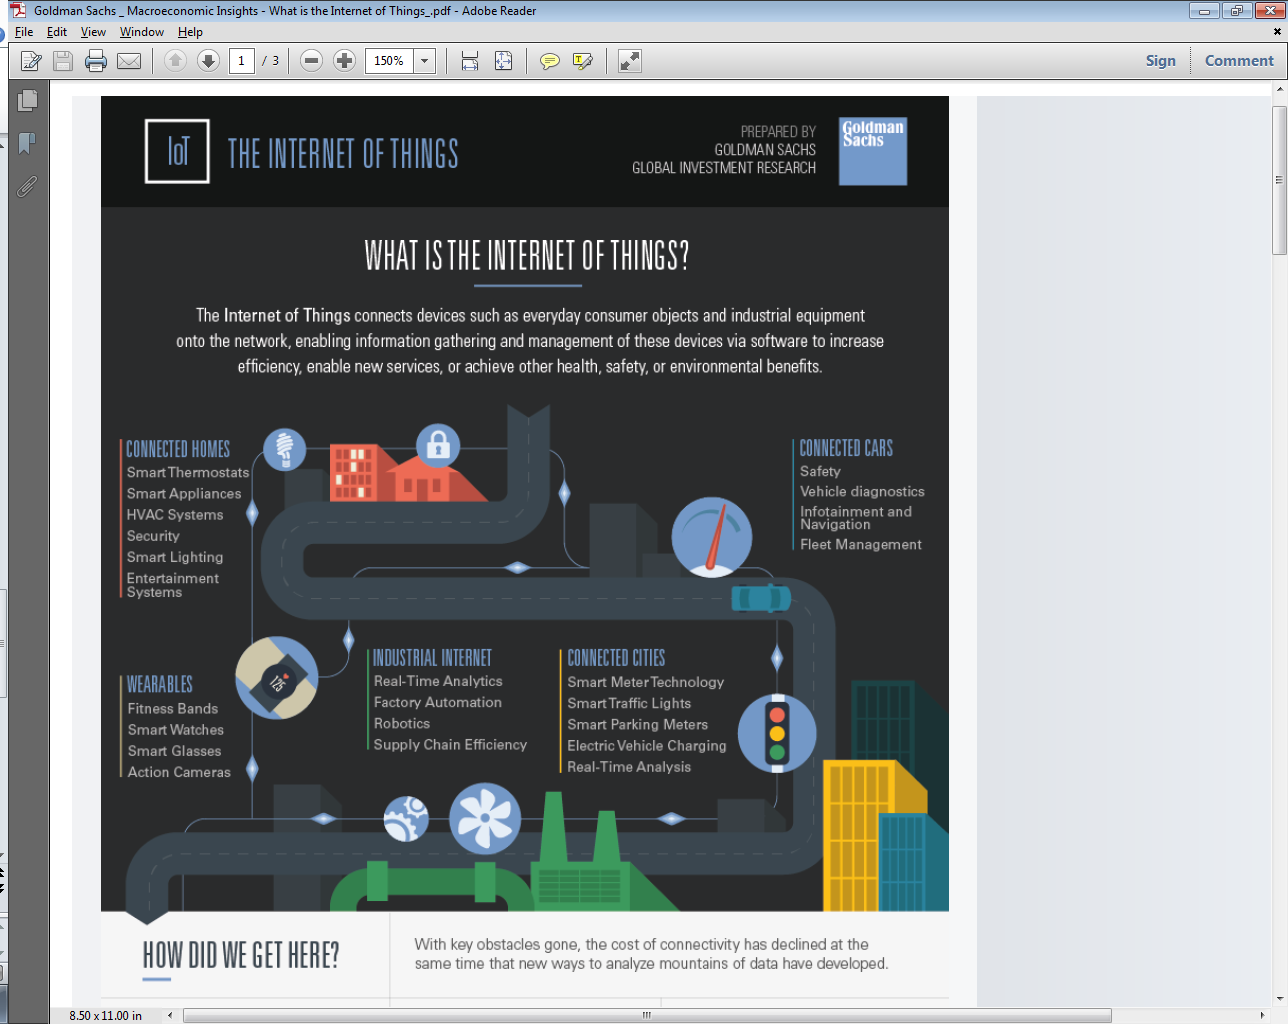 Goldman Sachs _ Macroeconomic Insights - What is the Internet of Things_.pdf - Adobe Reader
File Edit View Window Help
1 / 3 150% Sign Comment
IoT
THE INTERNET OF THINGS
PREPARED BY
GOLDMAN SACHS
GLOBAL INVESTMENT RESEARCH
Goldman
Sachs
WHAT IS THE INTERNET OF THINGS?
The Internet of Things connects devices such as everyday consumer objects and industrial equipment
onto the network, enabling information gathering and management of these devices via software to increase
efficiency, enable new services, or achieve other health, safety, or environmental benefits.
CONNECTED HOMES
Smart Thermostats
Smart Appliances
HVAC Systems
Security
Smart Lighting
Entertainment
Systems
CONNECTED CARS
Safety
Vehicle diagnostics
Infotainment and
Navigation
Fleet Management
WEARABLES
Fitness Bands
Smart Watches
Smart Glasses
Action Cameras
125
INDUSTRIAL INTERNET
Real-Time Analytics
Factory Automation
Robotics
Supply Chain Efficiency
CONNECTED CITIES
Smart Meter Technology
Smart Traffic Lights
Smart Parking Meters
Electric Vehicle Charging
Real-Time Analysis
HOW DID WE GET HERE?
With key obstacles gone, the cost of connectivity has declined at the
same time that new ways to analyze mountains of data have developed.
8.50 x 11.00 in